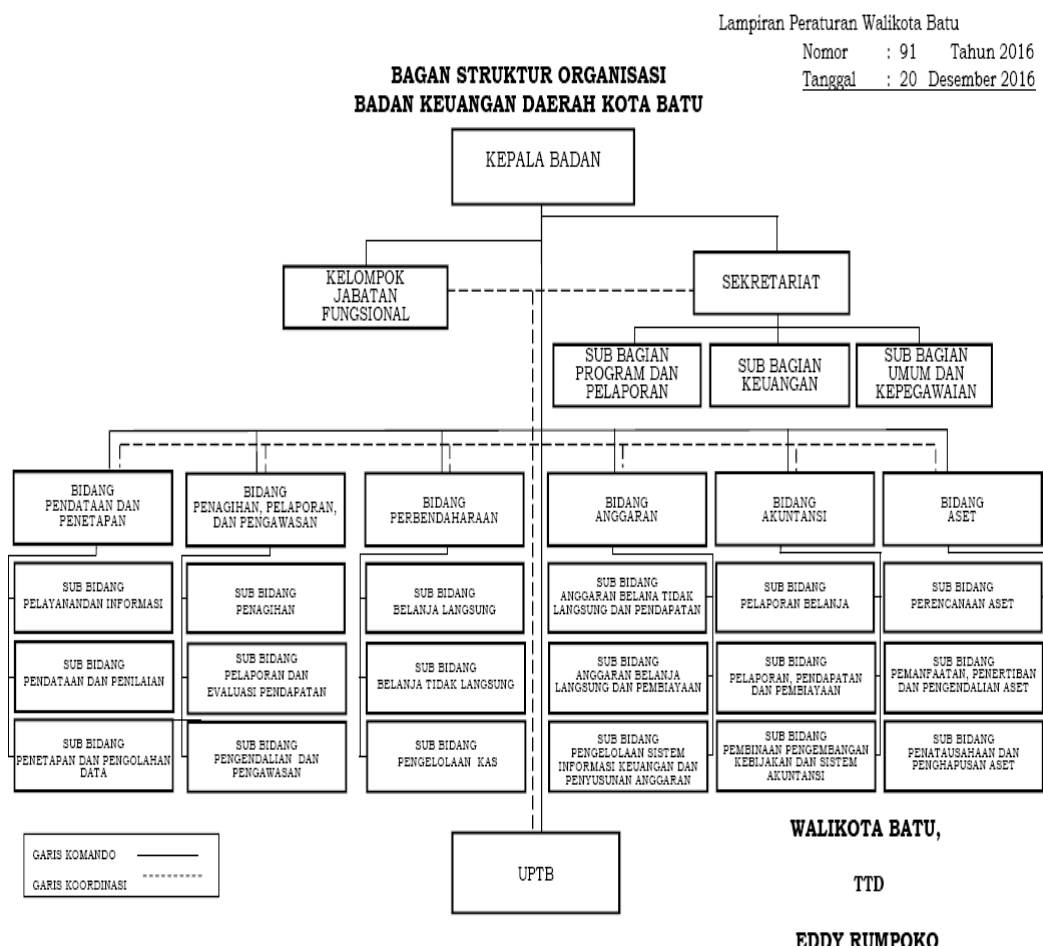 Lampiran Peraturan Walikota Batu
Nomor : 91 Tahun 2016
Tanggal : 20 Desember 2016
BAGAN STRUKTUR ORGANISASI
BADAN KEUANGAN DAERAH KOTA BATU
KEPALA BADAN
KELOMPOK
JABATAN
FUNGSIONAL
SEKRETARIAT
SUB BAGIAN
PROGRAM DAN
PELAPORAN
SUB BAGIAN
KEUANGAN
SUB BAGIAN
UMUM DAN
KEPEGAWAIAN
BIDANG
PENDATAAN DAN
PENETAPAN
BIDANG
PENAGIHAN, PELAPORAN,
DAN PENGAWASAN
BIDANG
PERBENDAHARAAN
BIDANG
ANGGARAN
BIDANG
AKUNTANSI
BIDANG
ASET
SUB BIDANG
PELAYANANDAN INFORMASI
SUB BIDANG
PENAGIHAN
SUB BIDANG
BELANJA LANGSUNG
SUB BIDANG
ANGGARAN BELANA TIDAK
LANGSUNG DAN PENDAPATAN
SUB BIDANG
PELAPORAN BELANJA
SUB BIDANG
PERENCANAAN ASET
SUB BIDANG
PENDATAAN DAN PENILAIAN
SUB BIDANG
PELAPORAN DAN
EVALUASI PENDAPATAN
SUB BIDANG
BELANJA TIDAK LANGSUNG
SUB BIDANG
ANGGARAN BELANJA
LANGSUNG DAN PEMBIAYAAN
SUB BIDANG
PELAPORAN, PENDAPATAN
DAN PEMBIAYAAN
SUB BIDANG
PEMANFAATAN, PENERTIBAN
DAN PENGENDALIAN ASET
SUB BIDANG
PENETAPAN DAN PENGOLAHAN
DATA
SUB BIDANG
PENGENDALIAN DAN
PENGAWASAN
SUB BIDANG
PENGELOLAAN KAS
SUB BIDANG
PENGELOLAAN SISTEM
INFORMASI KEUANGAN DAN
PENYUSUNAN ANGGARAN
SUB BIDANG
PEMBINAAN PENGEMBANGAN
KEBIJAKAN DAN SISTEM
AKUNTANSI
SUB BIDANG
PENATAUSAHAAN DAN
PENGHAPUSAN ASET
GARIS KOMANDO
GARIS KOORDINASI
UPTB
WALIKOTA BATU,
TTD
EDDY RUMPOKO